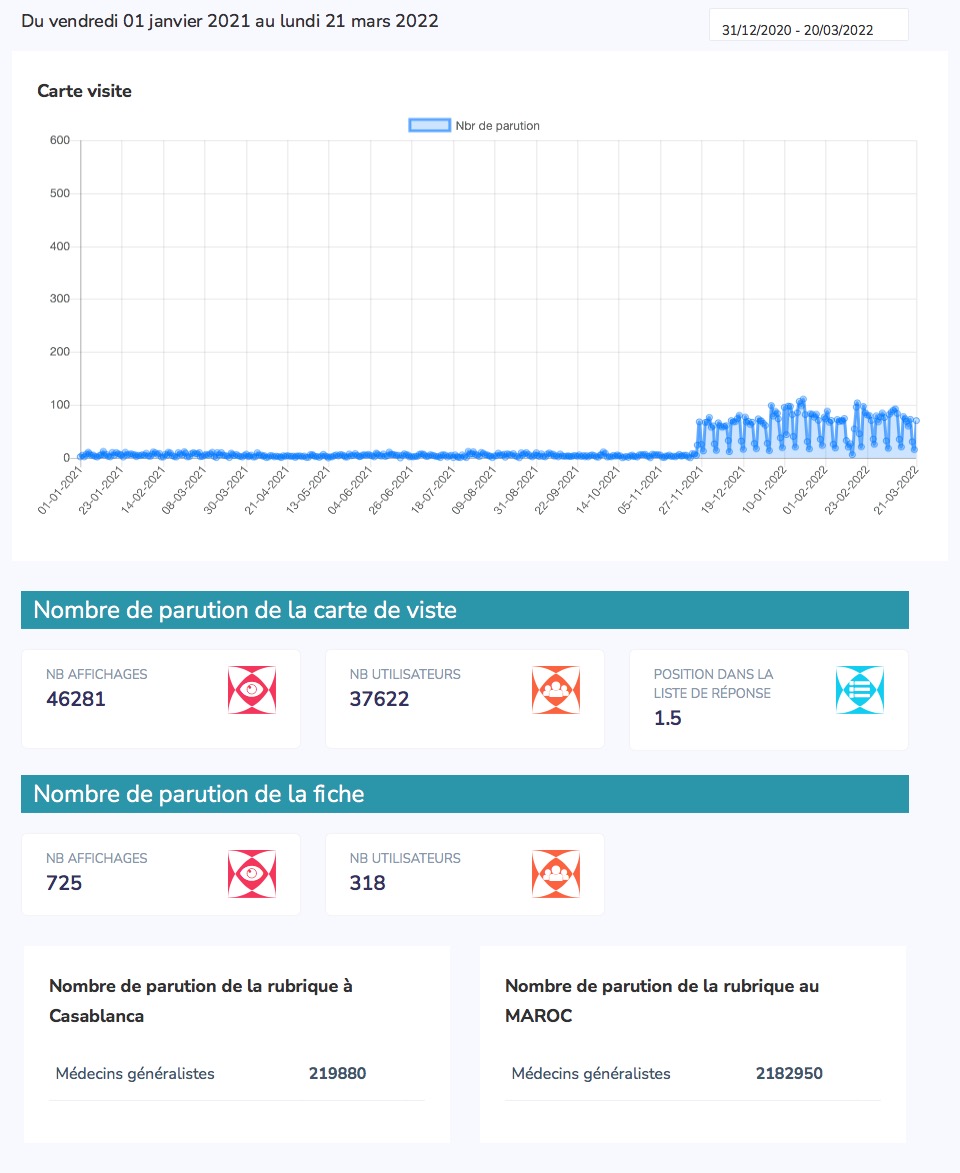 Du vendredi 01 janvier 2021 au lundi 21 mars 2022
31/12/2020 - 20/03/2022
Carte visite
Nbr de parution
600
500
400
300
200
100
0
01-01-2021
23-01-2021
14-02-2021
08-03-2021
30-03-2021
21-04-2021
13-05-2021
04-06-2021
26-06-2021
18-07-2021
09-08-2021
31-08-2021
22-09-2021
14-10-2021
05-11-2021
27-11-2021
19-12-2021
10-01-2022
01-02-2022
23-02-2022
21-03-2022
Nombre de parution de la carte de viste
NB AFFICHAGES
46281
NB UTILISATEURS
37622
POSITION DANS LA
LISTE DE RÉPONSE
1.5
Nombre de parution de la fiche
NB AFFICHAGES
725
NB UTILISATEURS
318
Nombre de parution de la rubrique à
Casablanca
Médecins généralistes 219880
Nombre de parution de la rubrique au
MAROC
Médecins généralistes 2182950